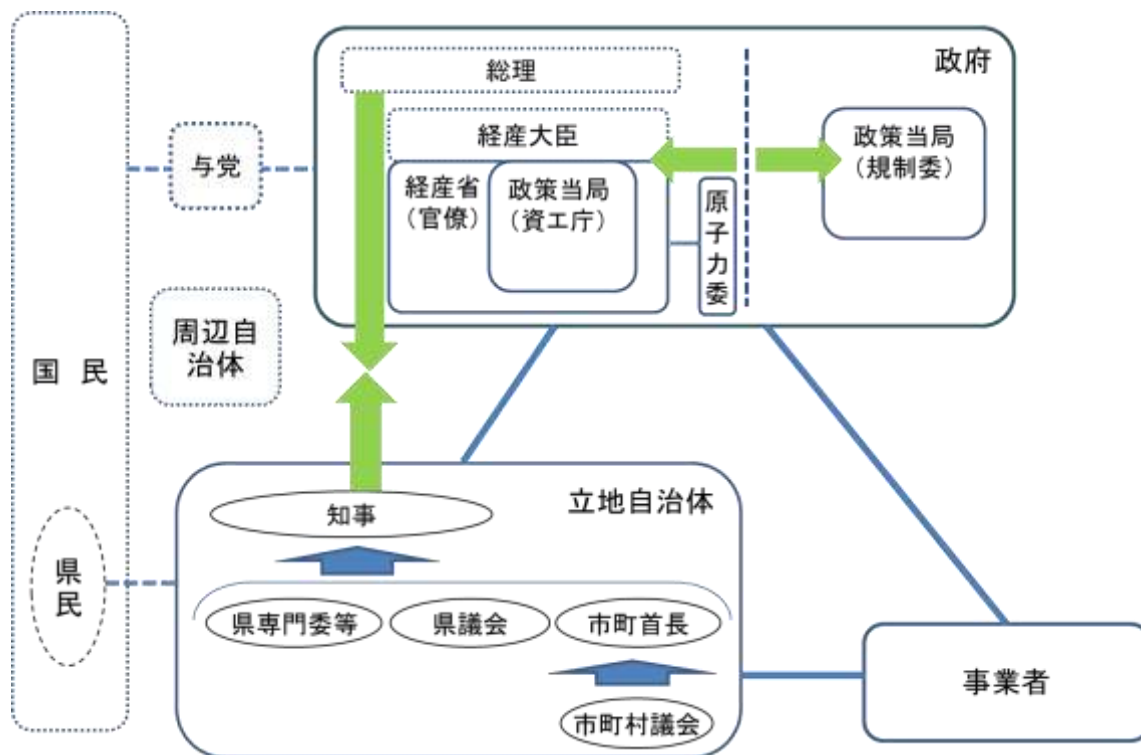 政府
総理
経産大臣
与党
経産省
(官僚)
政策当局
(資エ庁)
原子力委
政策当局
(規制委)
周辺自
治体
国 民
県民
立地自治体
知事
県専門委等
県議会
市町首長
市町村議会
事業者